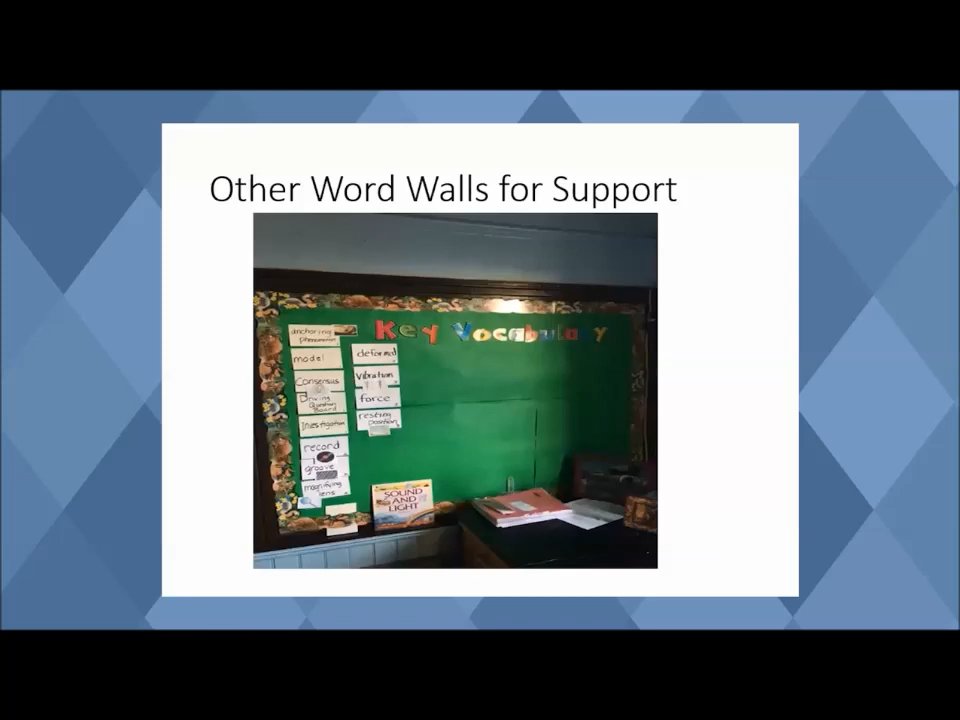 Other Word Walls for Support
Key Vocabulary
anchoring
phenomenon
model
Consensus
Driving
Question
Board
Investigation
record
groove
magnifying
lens
deformed
vibration
force
resting
position
SOUND
AND
LIGHT